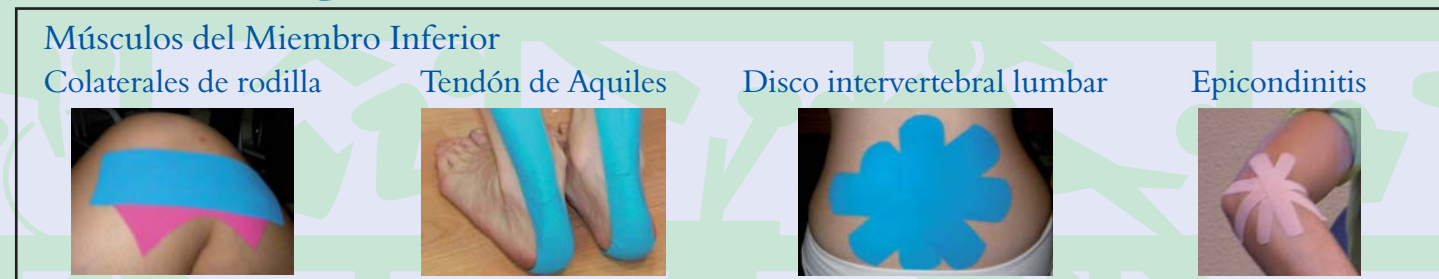 Músculos del Miembro Inferior
Colaterales de rodilla Tendón de Aquiles Disco intervertebral lumbar Epicondinitis